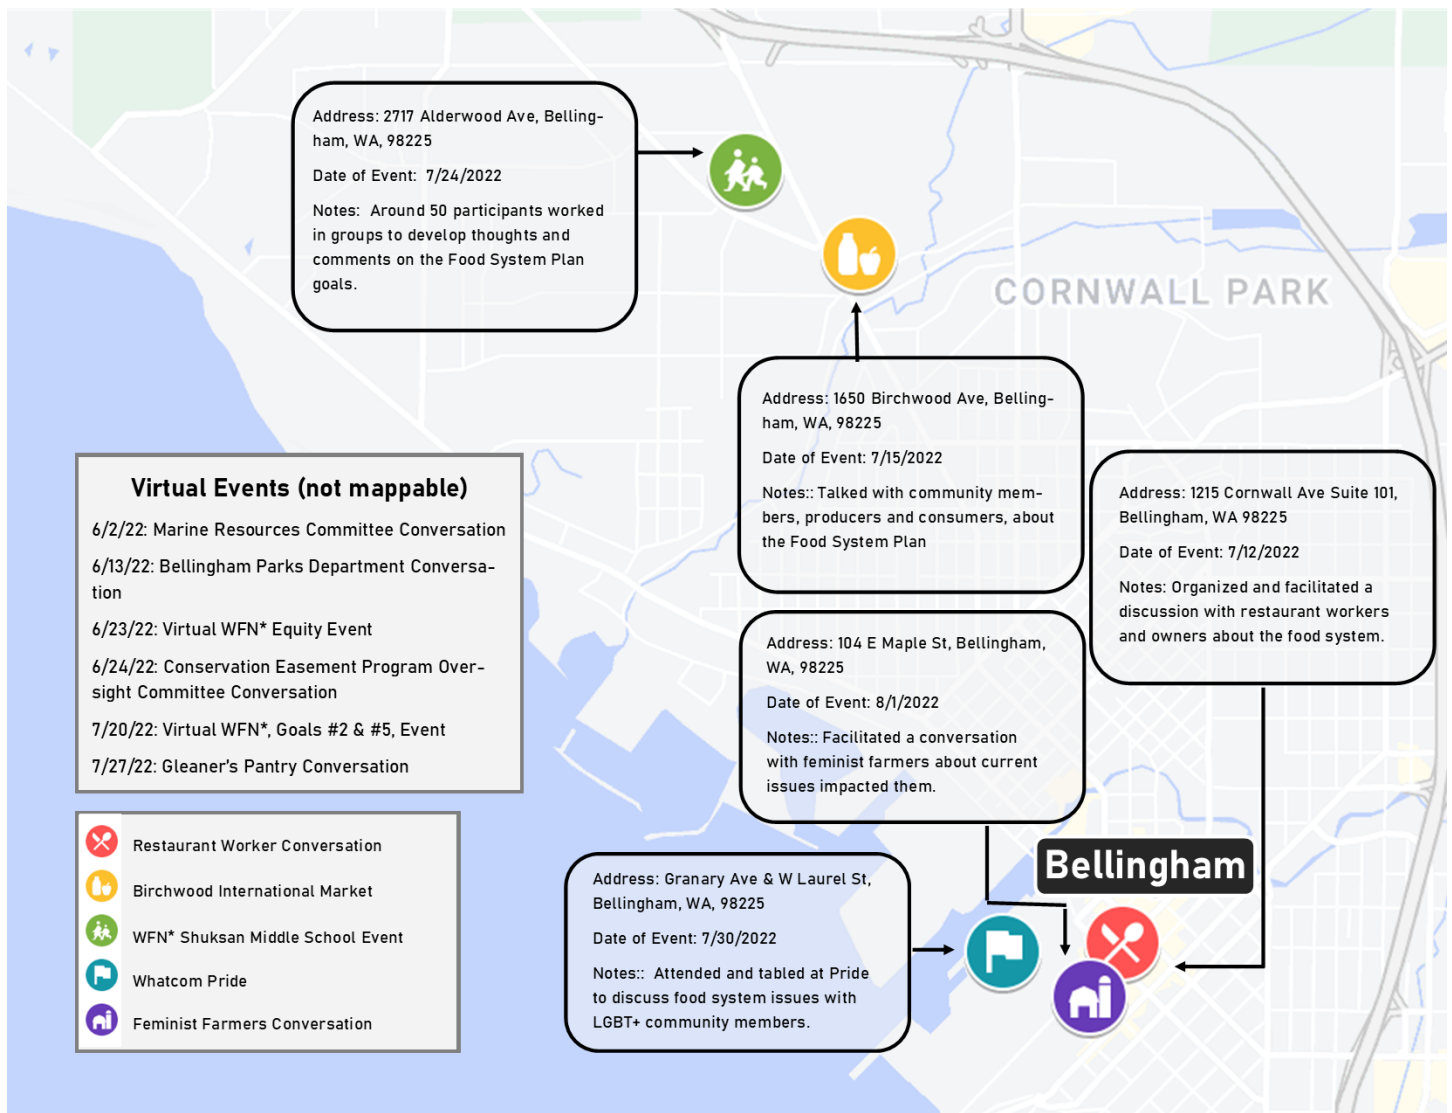 Address: 2717 Alderwood Ave, Belling-
ham, WA, 98225
Date of Event:  7/24/2022
Notes:  Around 50 participants worked
in groups to develop thoughts and
comments on the Food System Plan
goals.
CORNWALL PARK
Address: 1650 Birchwood Ave, Belling-
ham, WA, 98225
Date of Event: 7/15/2022
Notes:: Talked with community mem-
bers, producers and consumers, about
the Food System Plan
Address: 1215 Cornwall Ave Suite 101,
Bellingham, WA 98225
Date of Event: 7/12/2022
Notes: Organized and facilitated a
discussion with restaurant workers
and owners about the food system.
Virtual Events (not mappable)
6/2/22: Marine Resources Committee Conversation
6/13/22: Bellingham Parks Department Conversa-
tion
6/23/22: Virtual WFN* Equity Event
6/24/22: Conservation Easement Program Over-
sight Committee Conversation
7/20/22: Virtual WFN*, Goals #2 & #5, Event
7/27/22: Gleaner's Pantry Conversation
Address: 104 E Maple St, Bellingham,
WA, 98225
Date of Event: 8/1/2022
Notes:: Facilitated a conversation
with feminist farmers about current
issues impacted them.
Restaurant Worker Conversation
Birchwood International Market
WFN* Shuksan Middle School Event
Whatcom Pride
Feminist Farmers Conversation
Address: Granary Ave & W Laurel St,
Bellingham, WA, 98225
Date of Event: 7/30/2022
Notes::  Attended and tabled at Pride
to discuss food system issues with
LGBT+ community members.
Bellingham